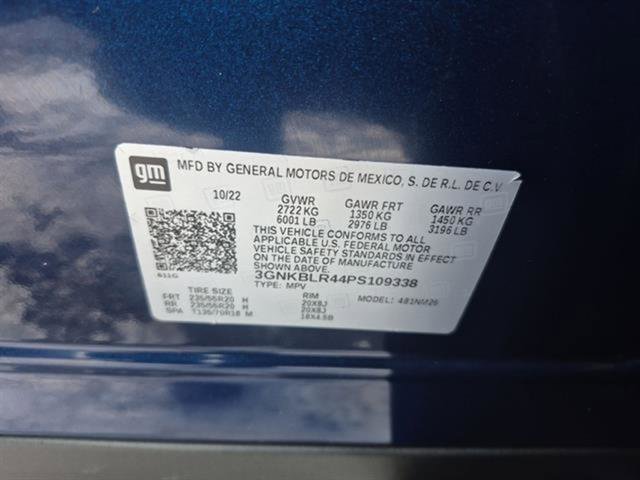 gm MFD BY GENERAL MOTORS DE MEXICO, S. DE R.L. DE C.V.
10/22 GVWR GAWR FRT GAWR RR
2722 KG 1350 KG 1450 KG
6001 LB 2976 LB 3196 LB
THIS VEHICLE CONFORMS TO ALL
APPLICABLE U.S. FEDERAL MOTOR
VEHICLE SAFETY STANDARDS IN EFFECT
ON THE DATE OF MANUFACTURE
SHOWN ABOVE.
611G 3GNKBLR44PS109338
TYPE: MPV MODEL: 481NM26
TIRE SIZE RIM
FRT 235/55R20 H 20X8J
RR 235/55R20 H 20X8J
SPA T135/70R18 M 18X4.5B